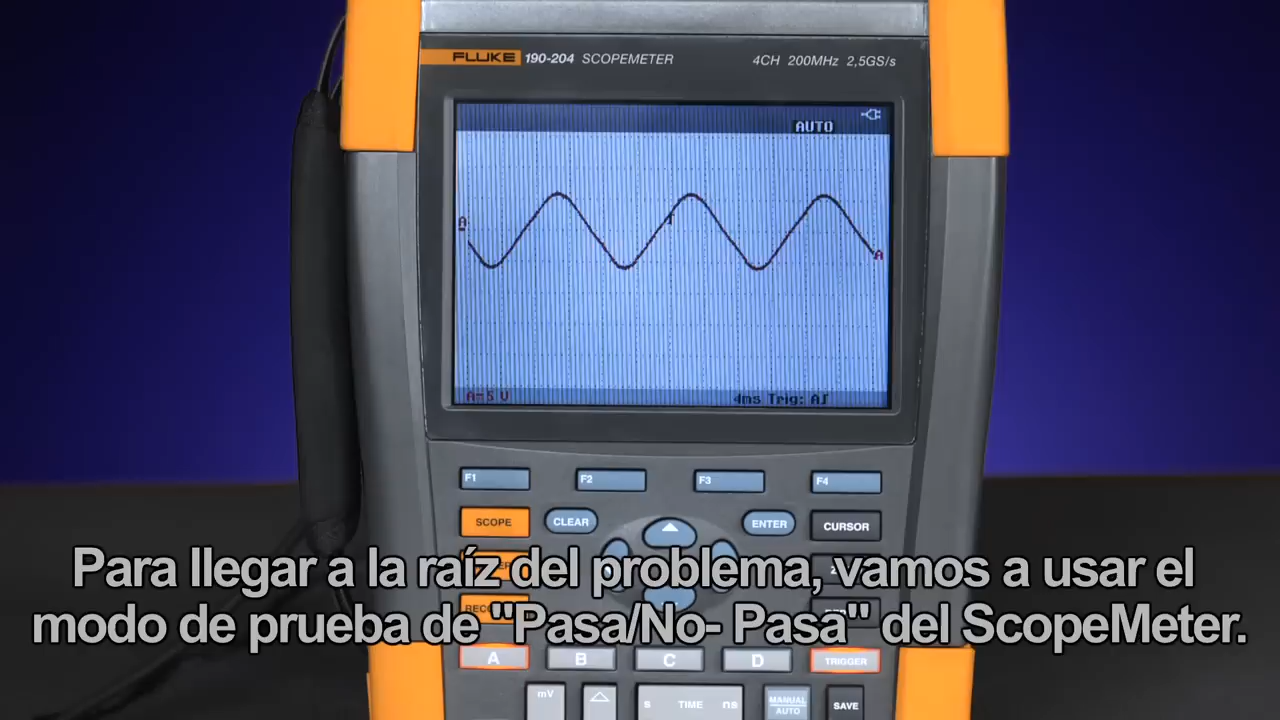 FLUKE 190-204 SCOPEMETER 4CH 200MHz 2,5GS/s
AUTO
A
A
A=5 V 4ms Trig: A∫
F1 F2 F3 F4
SCOPE CLEAR ENTER CURSOR
Para llegar a la raíz del problema, vamos a usar el
modo de prueba de "Pasa/No- Pasa" del ScopeMeter.
A B C D TRIGGER
mV s TIME ns MANUAL
AUTO
SAVE